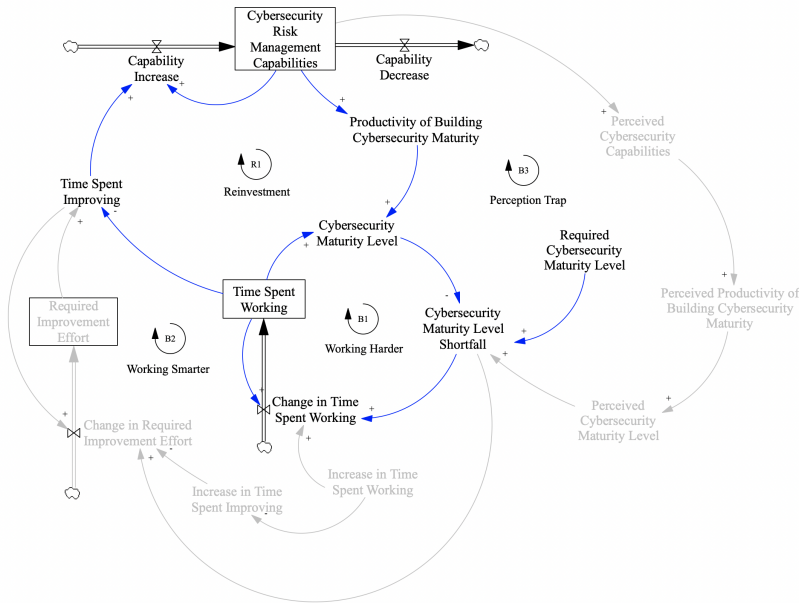 Cybersecurity
Risk
Management
Capabilities
Capability
Increase
Capability
Decrease
+
+
+
+
Productivity of Building
Cybersecurity Maturity
Perceived
Cybersecurity
Capabilities
R1
Reinvestment
B3
Perception Trap
Time Spent
Improving
-
+
+
+
Cybersecurity
Maturity Level
Required
Cybersecurity
Maturity Level
+
Perceived Productivity of
Building Cybersecurity
Maturity
Time Spent
Working
-
Required
Improvement
Effort
B2
Working Smarter
B1
Working Harder
Cybersecurity
Maturity Level
Shortfall
+
+
+
Change in Time
Spent Working
+
+
Perceived
Cybersecurity
Maturity Level
+
+
Change in Required
Improvement Effort
+
-
+
Increase in Time
Spent Working
Increase in Time
Spent Improving
-